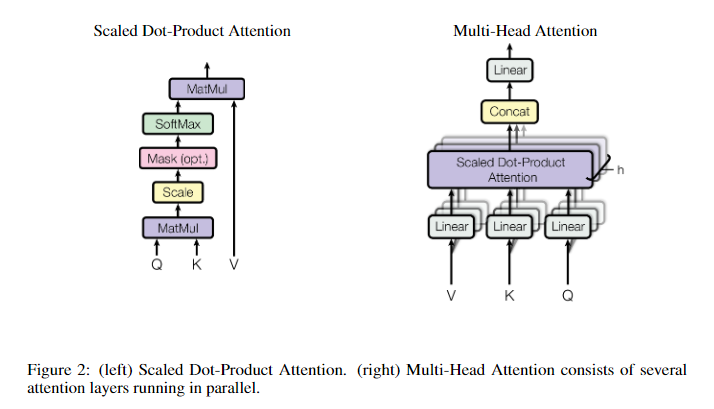 Scaled Dot-Product Attention
MatMul
SoftMax
Mask (opt.)
Scale
MatMul
Q K V
Multi-Head Attention
Linear
Concat
Scaled Dot-Product
Attention
h
Linear Linear Linear
V K Q
Figure 2: (left) Scaled Dot-Product Attention. (right) Multi-Head Attention consists of several
attention layers running in parallel.